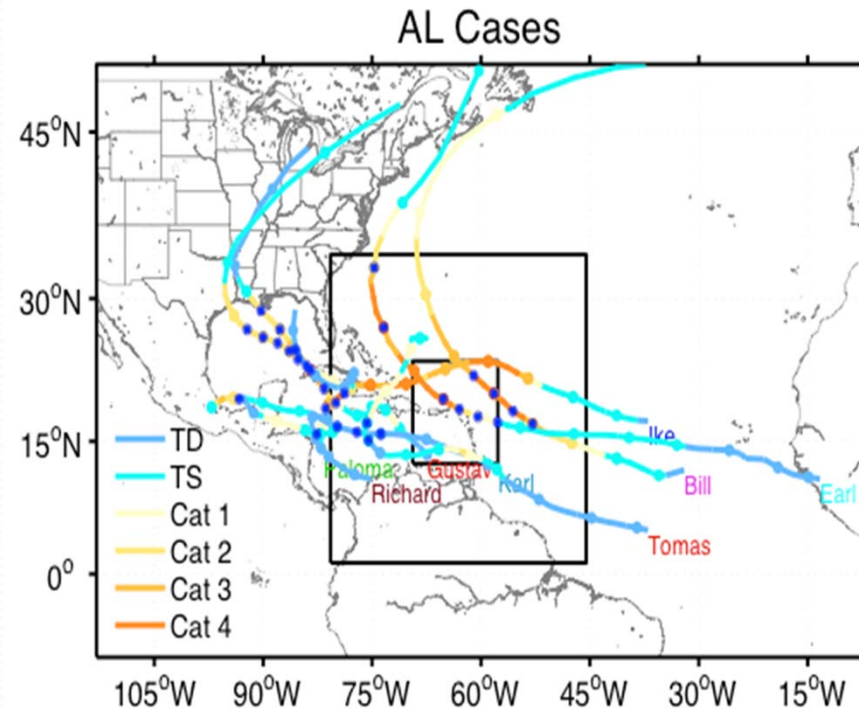 AL Cases
45°N
30°N
15°N
0°
TD
TS
Cat 1
Cat 2
Cat 3
Cat 4
Ike
Paloma
Gustav
Karl
Bill
Earl
Richard
Tomas
105°W
90°W
75°W
60°W
45°W
30°W
15°W